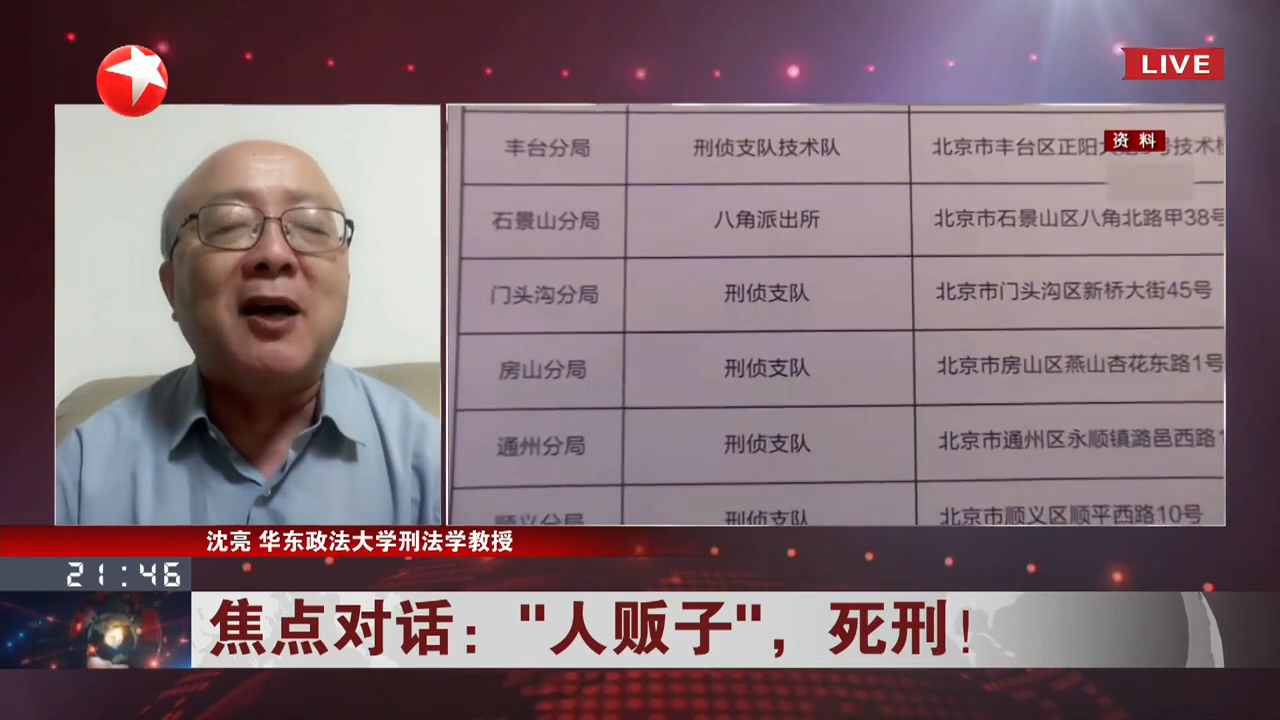 LIVE
资料
丰台分局 刑侦支队技术队 北京市丰台区正阳
石景山分局 八角派出所 北京市石景山区八角北路甲38号
门头沟分局 刑侦支队 北京市门头沟区新桥大街45号
房山分局 刑侦支队 北京市房山区燕山杏花东路1号
通州分局 刑侦支队 北京市通州区永顺镇潞邑西路
顺义分局 刑侦支队 北京市顺义区顺平西路10号
沈亮 华东政法大学刑法学教授
21:46
焦点对话："人贩子"，死刑！